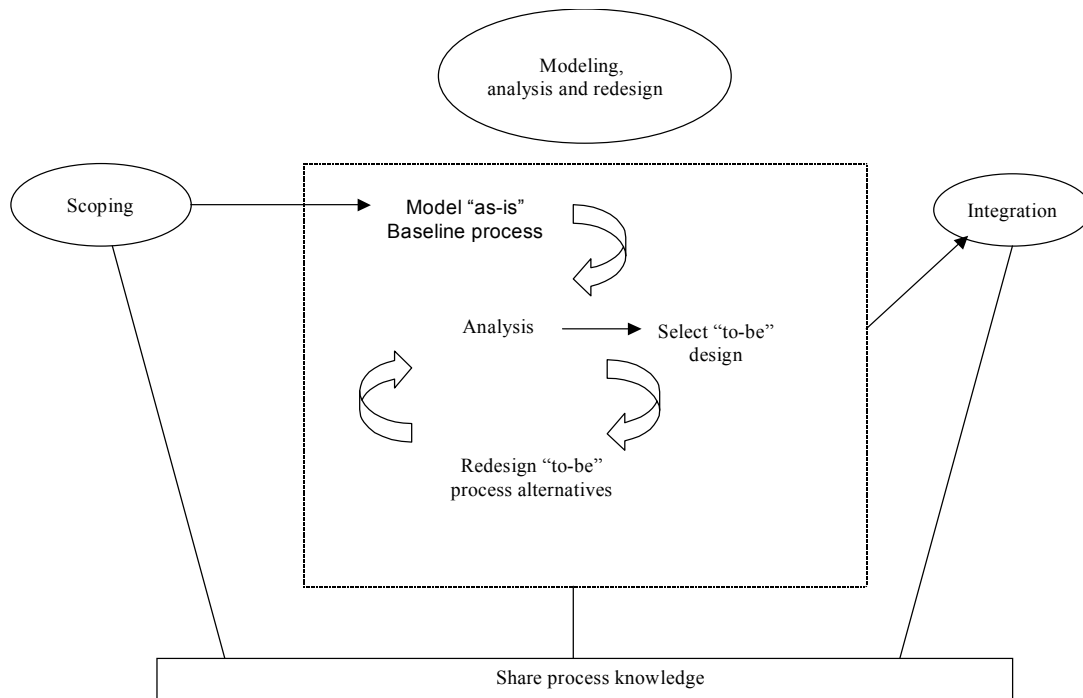 Modeling,
analysis and redesign
Scoping
Model “as-is”
Baseline process
Integration
Analysis
Select “to-be”
design
Redesign “to-be”
process alternatives
Share process knowledge